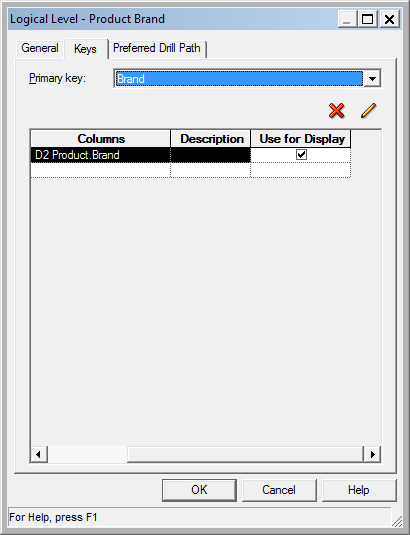 Logical Level - Product Brand
General Keys Preferred Drill Path
Primary key: Brand
Columns Description Use for Display
D2 Product.Brand
OK Cancel Help
For Help, press F1